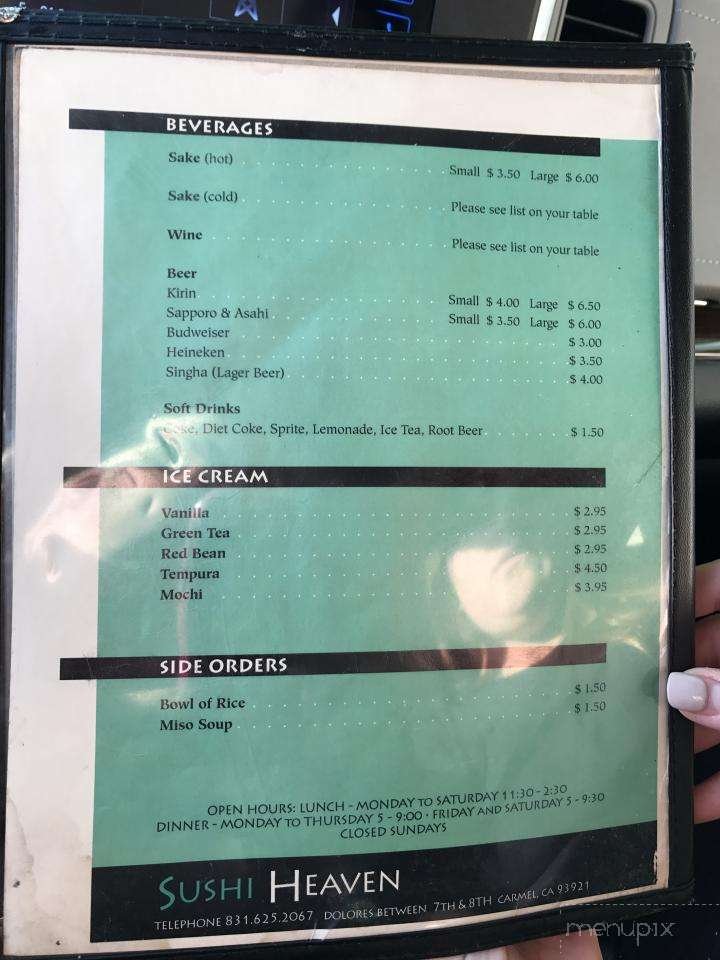 BEVERAGES
Sake (hot) Small $ 3.50 Large $ 6.00
Sake (cold) Please see list on your table
Wine Please see list on your table
Beer
Kirin Small $ 4.00 Large $ 6.50
Sapporo & Asahi Small $ 3.50 Large $ 6.00
Budweiser $ 3.00
Heineken $ 3.50
Singha (Lager Beer) $ 4.00
Soft Drinks
Coke, Diet Coke, Sprite, Lemonade, Ice Tea, Root Beer $ 1.50
ICE CREAM
Vanilla $ 2.95
Green Tea $ 2.95
Red Bean $ 2.95
Tempura $ 4.50
Mochi $ 3.95
SIDE ORDERS
Bowl of Rice $ 1.50
Miso Soup $ 1.50
OPEN HOURS: LUNCH - MONDAY TO SATURDAY 11:30 - 2:30
DINNER - MONDAY TO THURSDAY 5 - 9:00 • FRIDAY AND SATURDAY 5 - 9:30
CLOSED SUNDAYS
SUSHI HEAVEN
TELEPHONE 831.625.2067 DOLORES BETWEEN 7TH & 8TH CARMEL, CA 93921
menupix